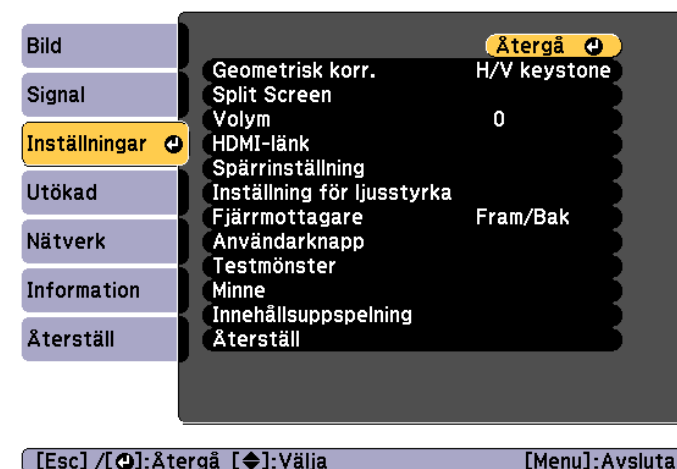 Bild
Signal
Inställningar
Utökad
Nätverk
Information
Återställ
Återgå
Geometrisk korr. H/V keystone
Split Screen
Volym 0
HDMI-länk
Spärrinställning
Inställning för ljusstyrka
Fjärrmottagare Fram/Bak
Användarknapp
Testmönster
Minne
Innehållsuppspelning
Återställ
[Esc] /[⏎]:Återgå [◆]:Välja [Menu]:Avsluta